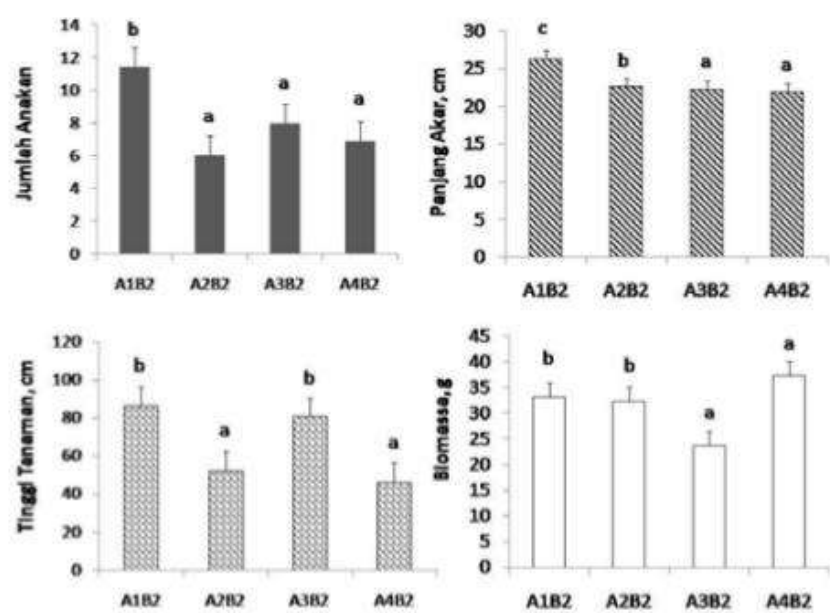 Jumlah Anakan
14
12
10
8
6
4
2
0
b
a
a
a
A1B2
A2B2
A3B2
A4B2
Panjang Akar, cm
30
25
20
15
10
5
0
c
b
a
a
A1B2
A2B2
A3B2
A4B2
Tinggi Tanaman, cm
120
100
80
60
40
20
0
b
a
b
a
A1B2
A2B2
A3B2
A4B2
Biomassa, g
45
40
35
30
25
20
15
10
5
0
b
b
a
a
A1B2
A2B2
A3B2
A4B2